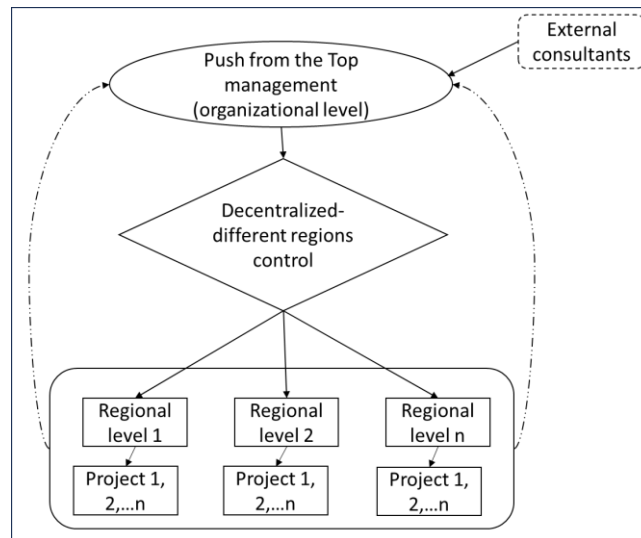 External
consultants
Push from the Top
management
(organizational level)
Decentralized-
different regions
control
Regional
level 1
Regional
level 2
Regional
level n
Project 1,
2,...n
Project 1,
2,...n
Project 1,
2,...n